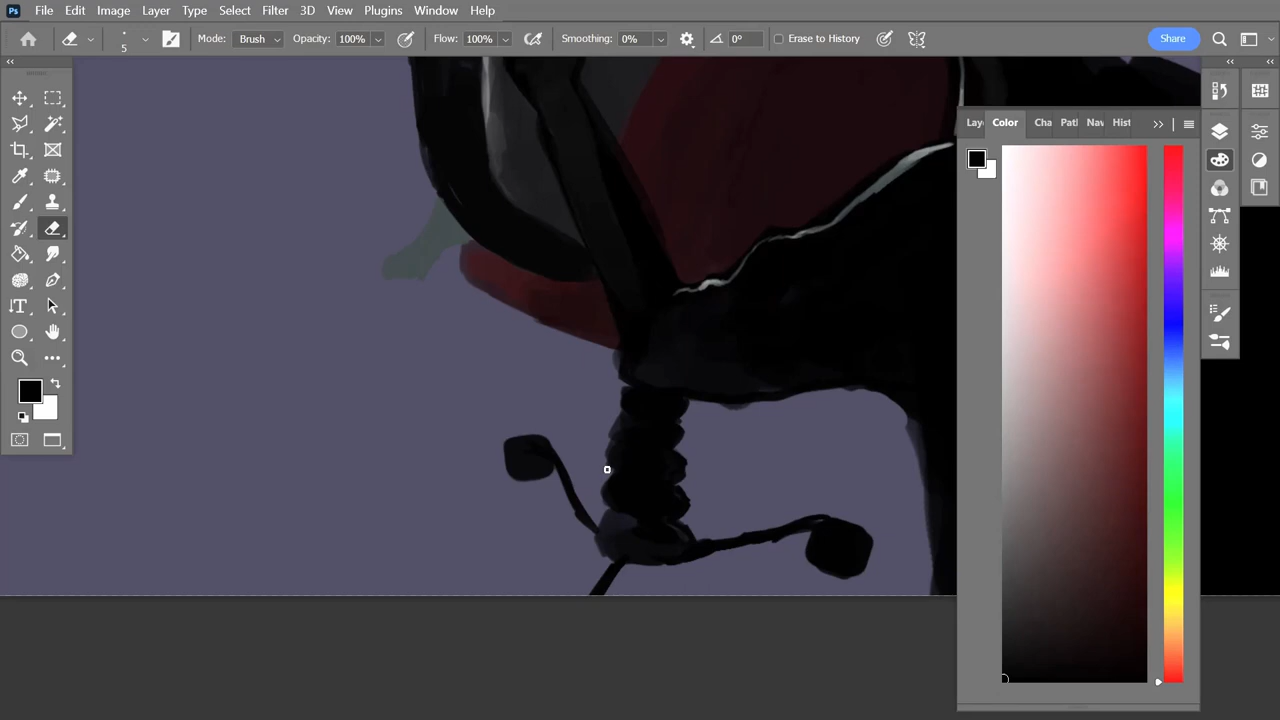 Ps File Edit Image Layer Type Select Filter 3D View Plugins Window Help
5 Mode: Brush Opacity: 100% Flow: 100% Smoothing: 0% 0° Erase to History Share
Lay Color Cha Patl Nav Hist